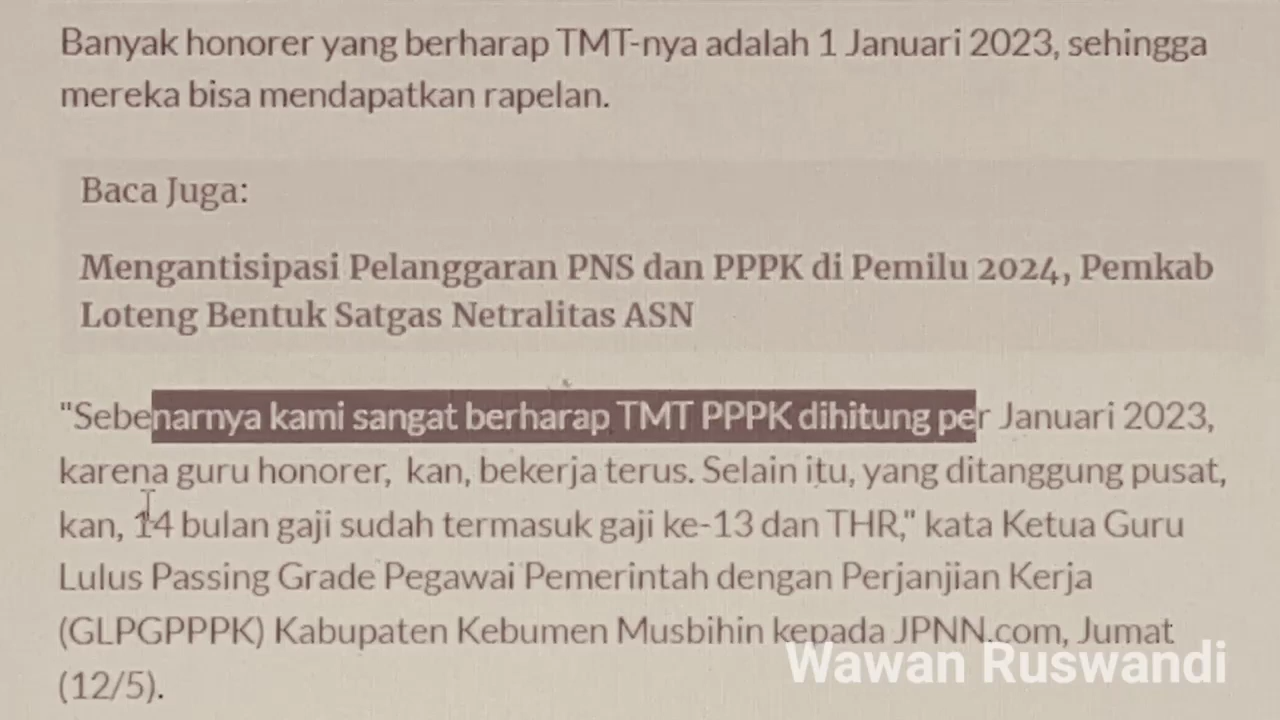 Banyak honorer yang berharap TMT-nya adalah 1 Januari 2023, sehingga
mereka bisa mendapatkan rapelan.
Baca Juga:
Mengantisipasi Pelanggaran PNS dan PPPK di Pemilu 2024, Pemkab
Loteng Bentuk Satgas Netralitas ASN
"Sebenarnya kami sangat berharap TMT PPPK dihitung per Januari 2023,
karena guru honorer, kan, bekerja terus. Selain itu, yang ditanggung pusat,
kan, 14 bulan gaji sudah termasuk gaji ke-13 dan THR," kata Ketua Guru
Lulus Passing Grade Pegawai Pemerintah dengan Perjanjian Kerja
(GLPGPPPK) Kabupaten Kebumen Musbihin kepada JPNN.com, Jumat
(12/5).
Wawan Ruswandi